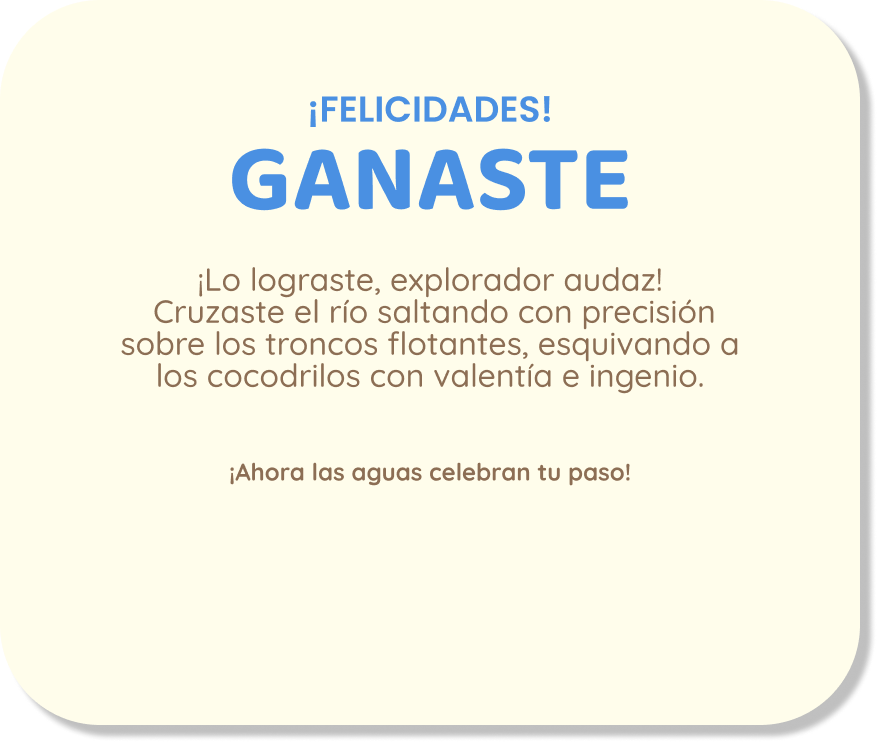 ¡FELICIDADES!
GANASTE
¡Lo lograste, explorador audaz!
Cruzaste el río saltando con precisión
sobre los troncos flotantes, esquivando a
los cocodrilos con valentía e ingenio.
¡Ahora las aguas celebran tu paso!